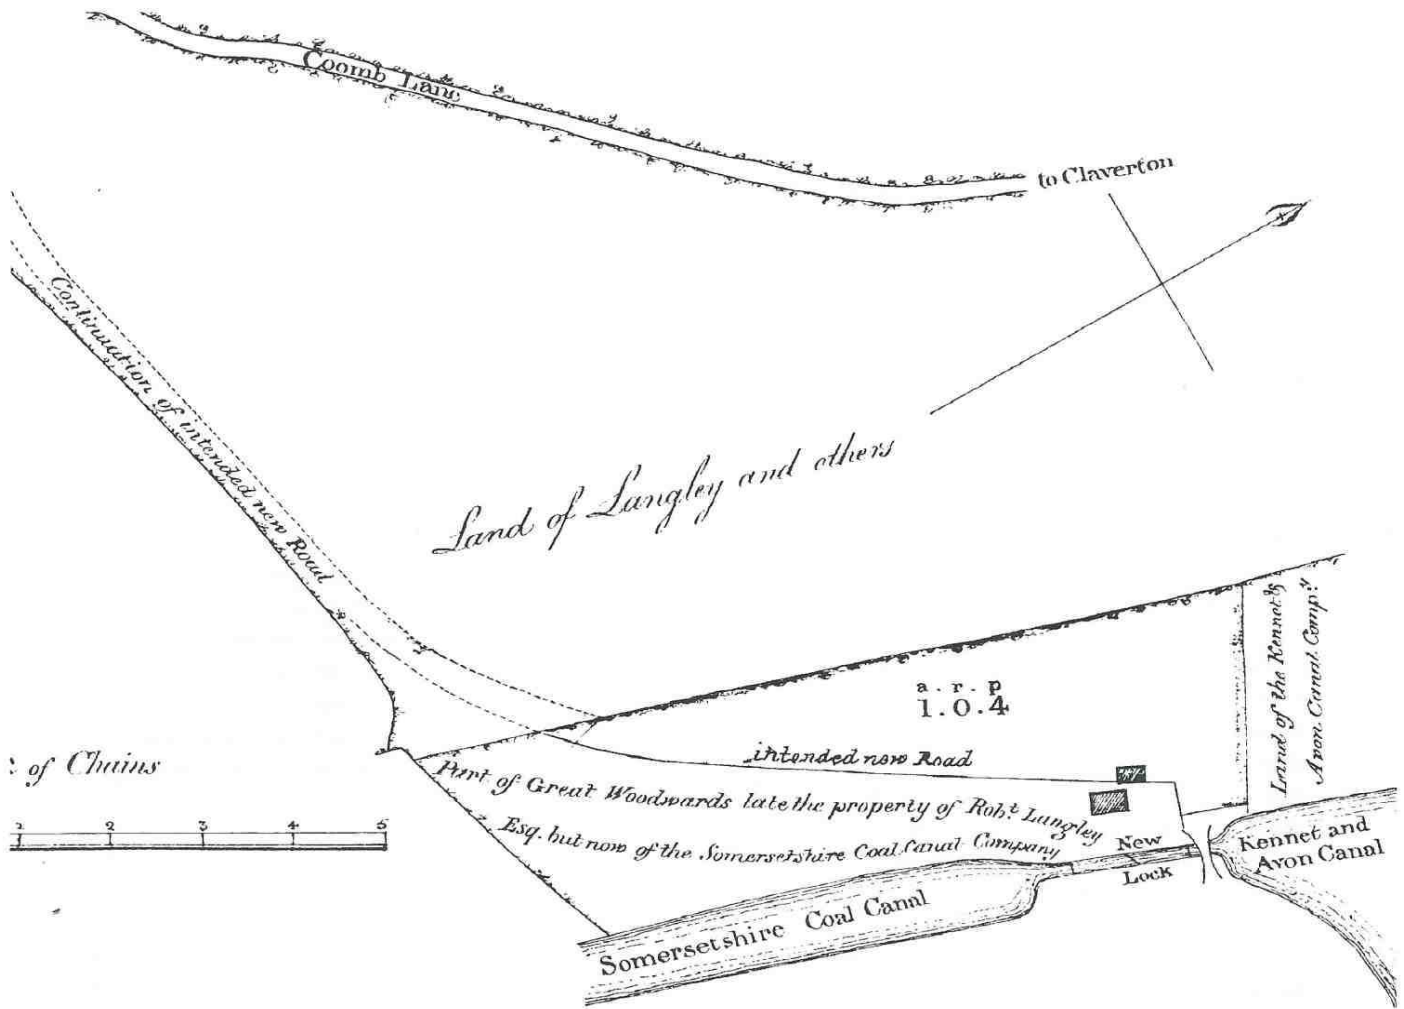 Coomb Lane
to Claverton
Continuation of intended new Road
Land of Langley and others
a. r. p
1.0.4
intended new Road
Land of the Kennet &
Avon Canal Comp.y
of Chains
1 2 3 4 5
Part of Great Woodwards late the property of Rob.t Langley
Esq. but now of the Somersetshire Coal Canal Company
New
Lock
Kennet and
Avon Canal
Somersetshire Coal Canal